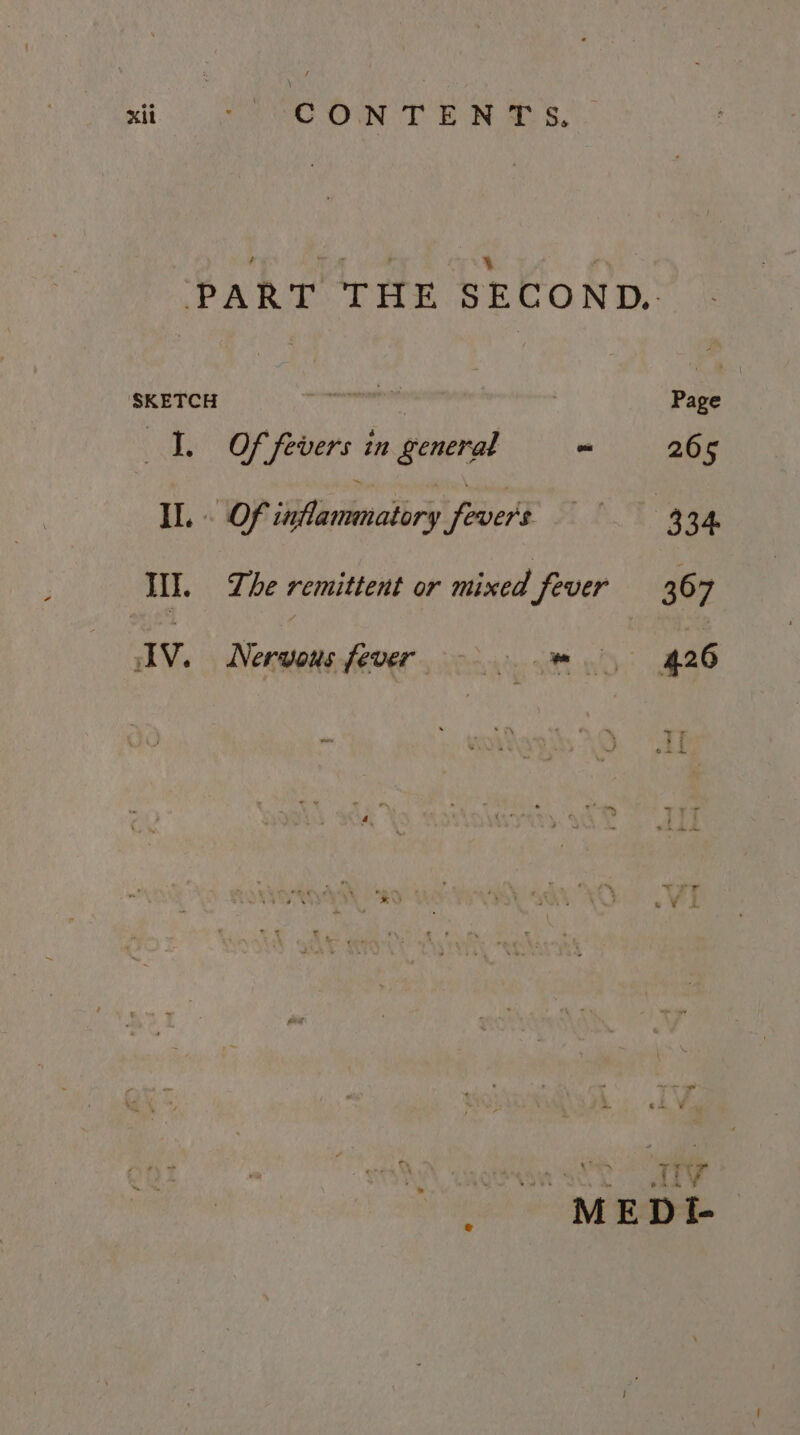 xii CONTENTS.
PART THE SECOND.
SKETCH Page
I. Of fevers in general - 265
II. Of inflammatory fevers 334
III. The remittent or mixed fever 367
IV. Nervous fever - 426
MEDI-